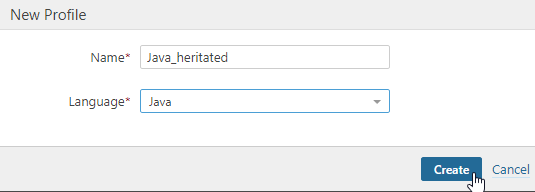 New Profile
Name* Java_heritated
Language* Java
Create Cancel